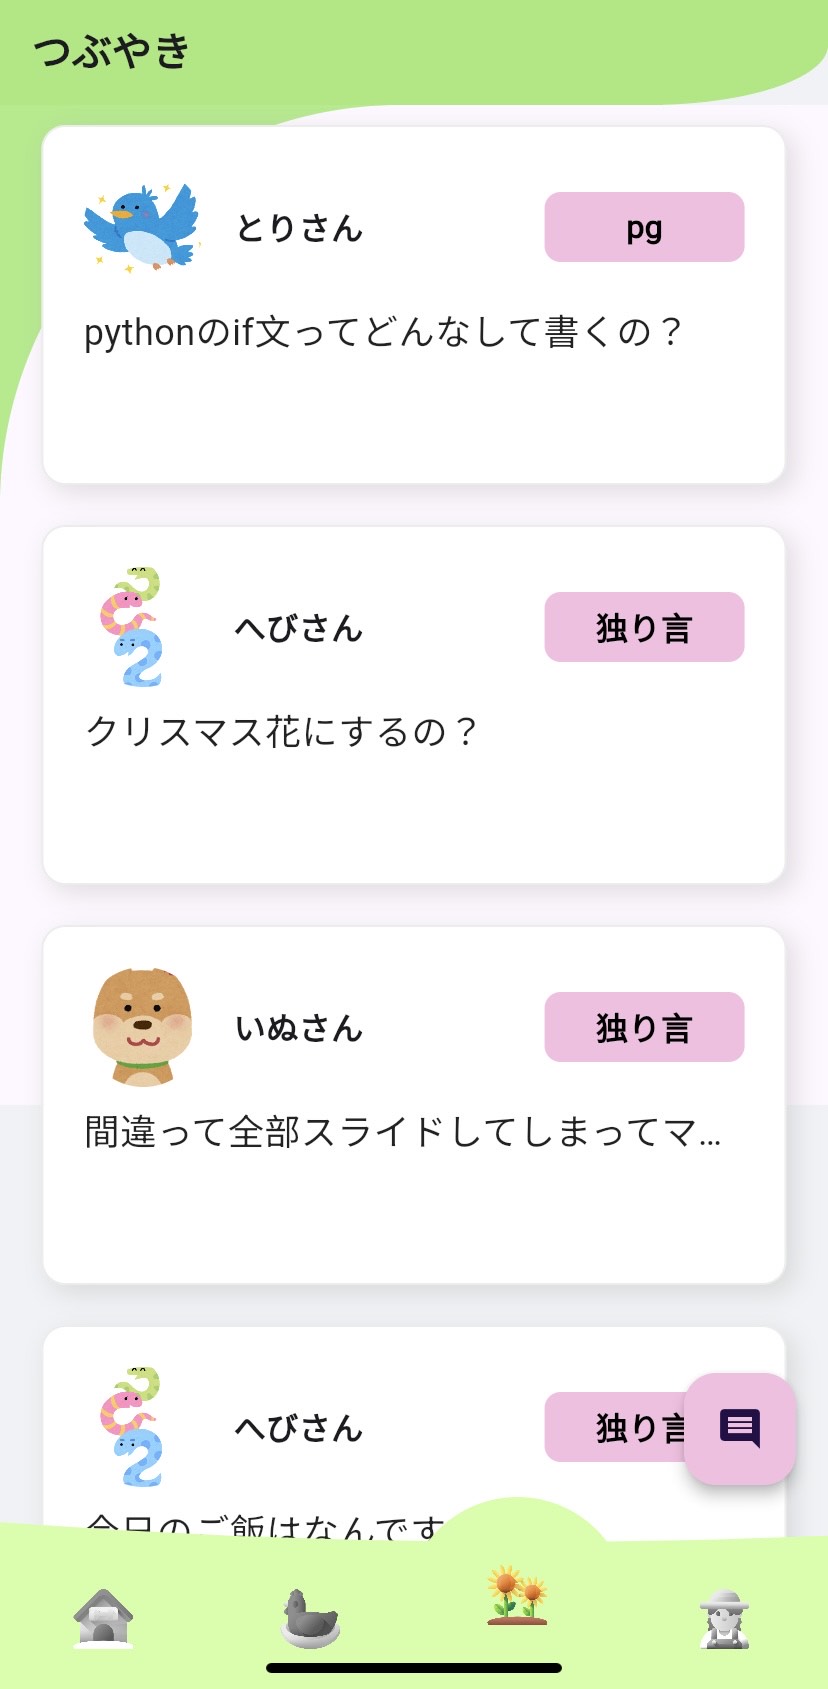 つぶやき
とりさん
pg
pythonのif文ってどんなして書くの？
へびさん
独り言
クリスマス花にするの？
いぬさん
独り言
間違って全部スライドしてしまってマ...
へびさん
独り言
今日のご飯はなんです